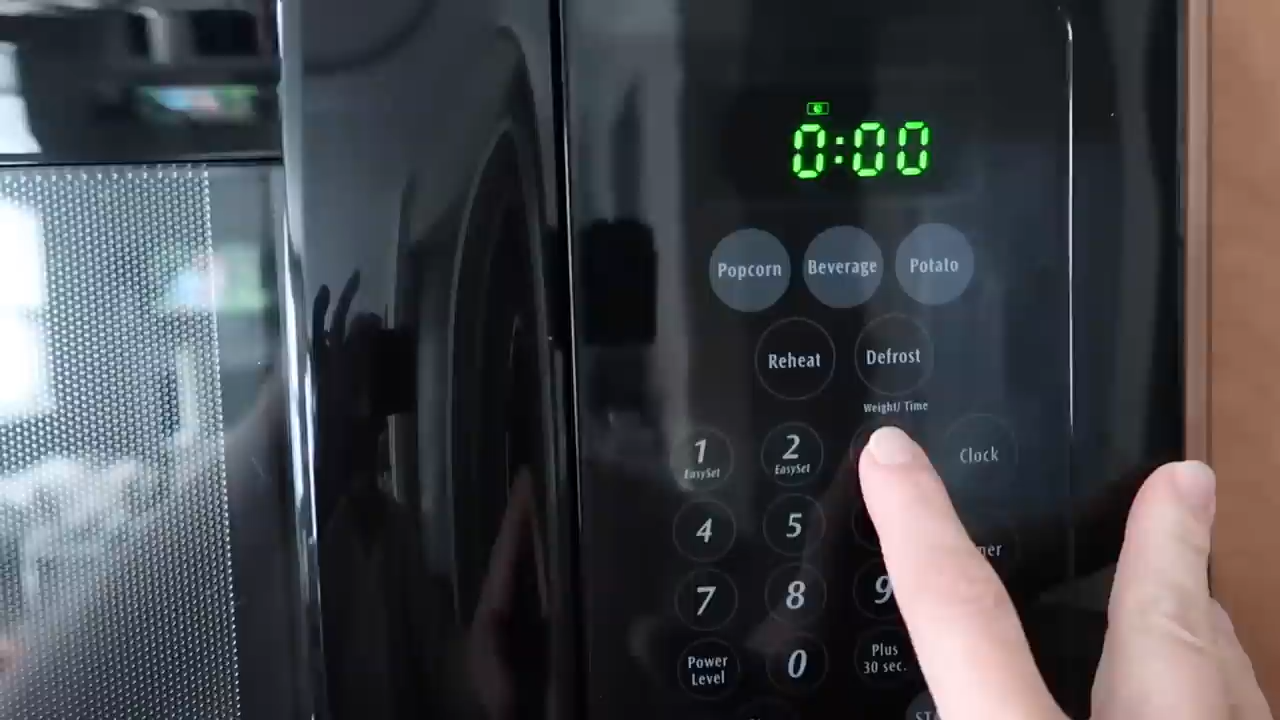 0:00
Popcorn Beverage Potato
Reheat Defrost
Weight/ Time
1 2 Clock
EasySet EasySet
4 5
7 8 9
Power Level 0 Plus 30 sec.